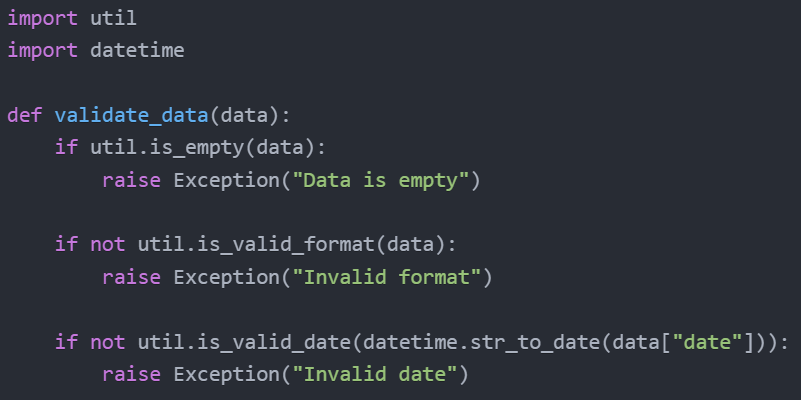 import util
import datetime

def validate_data(data):
    if util.is_empty(data):
        raise Exception("Data is empty")

    if not util.is_valid_format(data):
        raise Exception("Invalid format")

    if not util.is_valid_date(datetime.str_to_date(data["date"])):
        raise Exception("Invalid date")